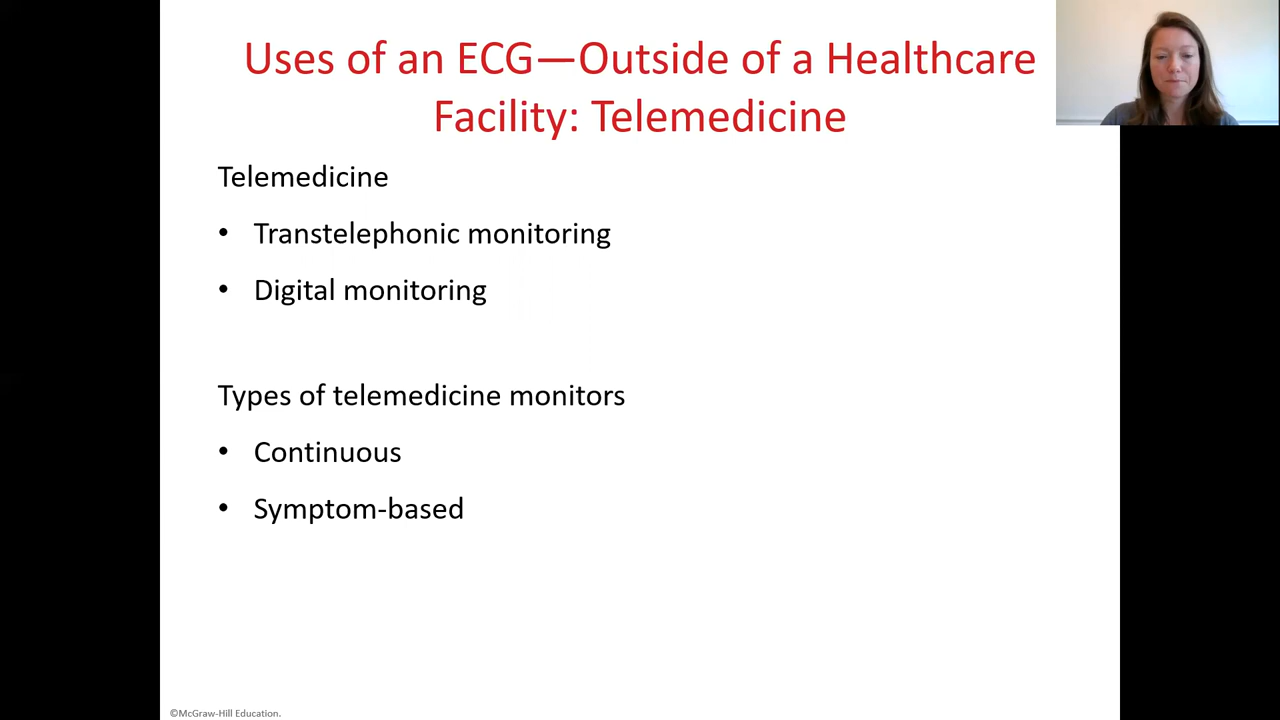 Uses of an ECG—Outside of a Healthcare
Facility: Telemedicine
Telemedicine
• Transtelephonic monitoring
• Digital monitoring
Types of telemedicine monitors
• Continuous
• Symptom-based
©McGraw-Hill Education.